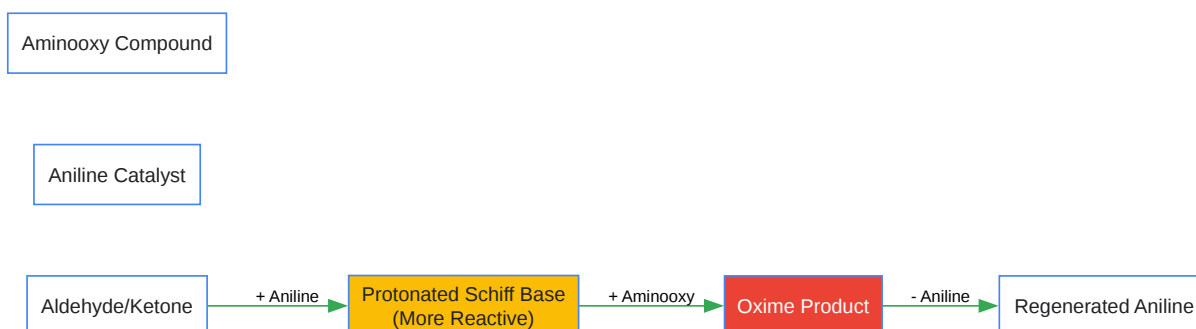 Aminooxy Compound
Aniline Catalyst
Aldehyde/Ketone
+ Aniline
Protonated Schiff Base
(More Reactive)
+ Aminooxy
Oxime Product
- Aniline
Regenerated Aniline